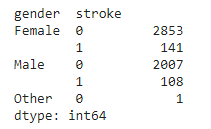 gender  stroke
Female  0         2853
        1          141
Male    0         2007
        1          108
Other   0            1
dtype: int64